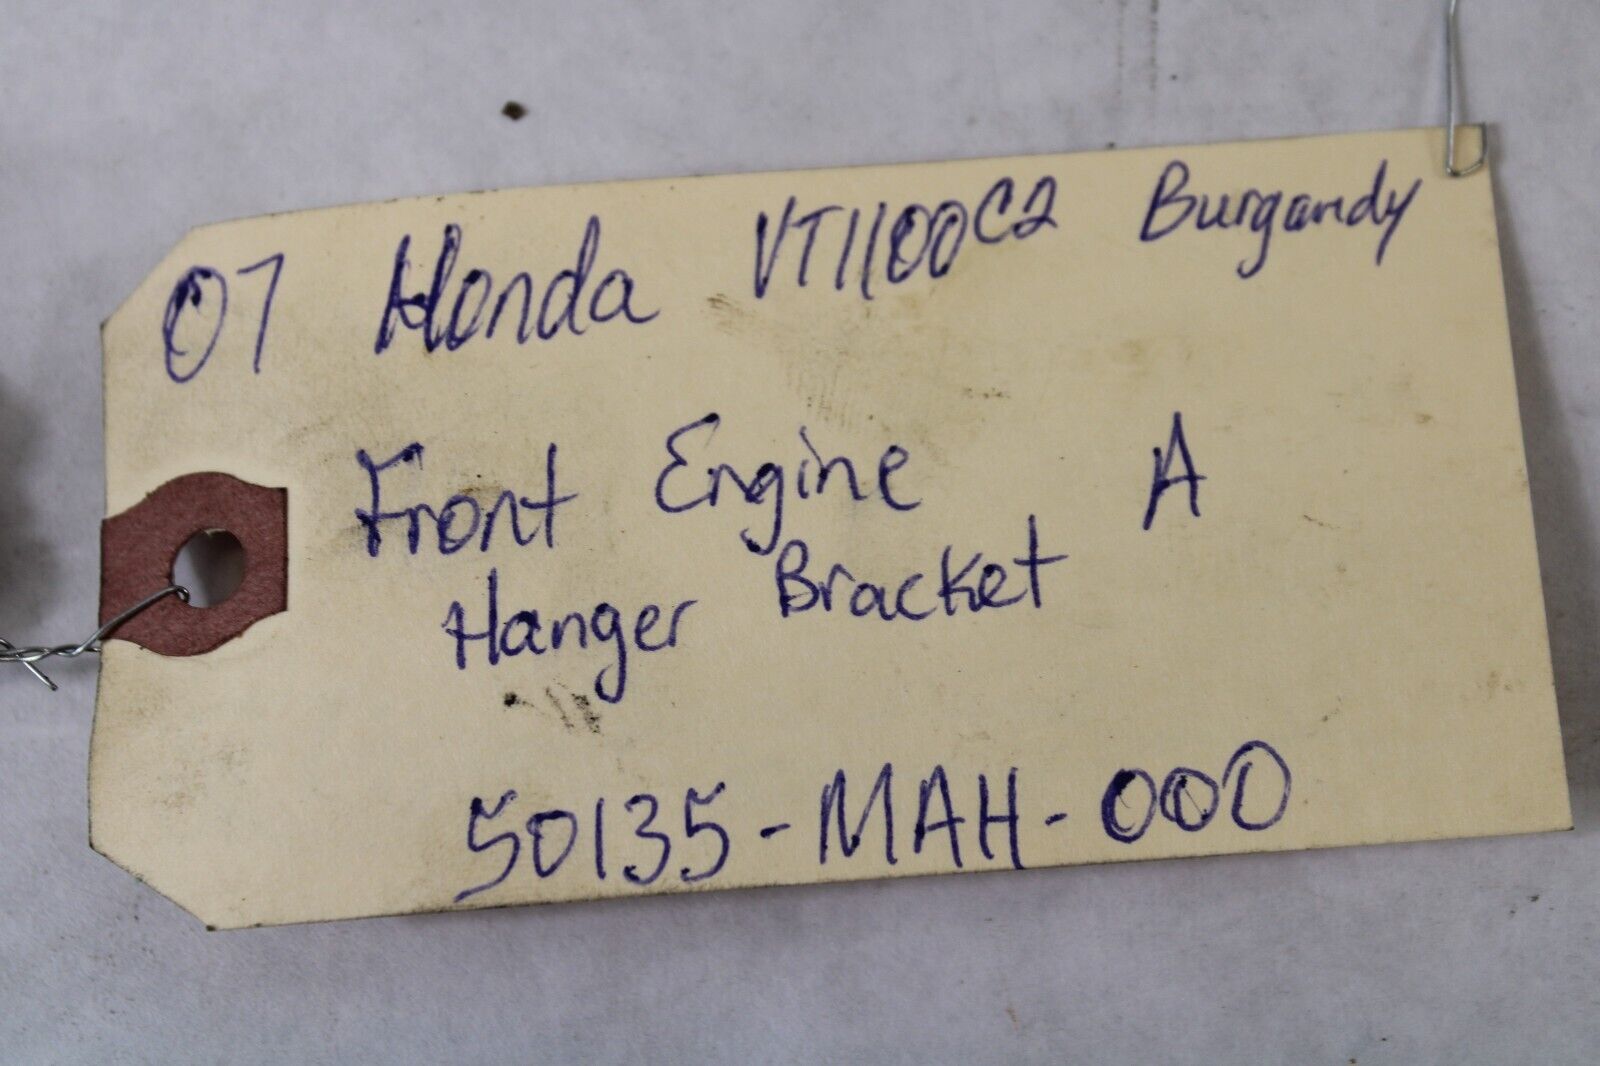 07 Honda VT1100C2 Burgandy
Front Engine A
Hanger Bracket
50135-MAH-000